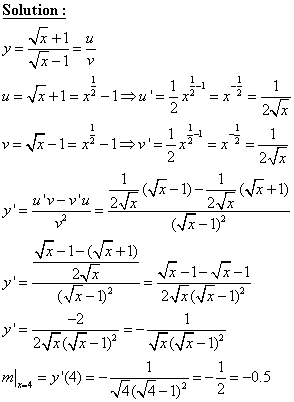 Solution :
y = (√x + 1)/(√x − 1) = u/v
u = √x + 1 = x^(1/2) − 1 ⇒ u' = (1/2)x^(1/2 − 1) = x^(−1/2) = 1/(2√x)
v = √x − 1 = x^(1/2) − 1 ⇒ v' = (1/2)x^(1/2 − 1) = x^(−1/2) = 1/(2√x)
y' = (u'v − v'u)/v² = ((1/(2√x))(√x − 1) − (1/(2√x))(√x + 1))/(√x − 1)²
y' = ((√x − 1 − (√x + 1))/(2√x))/(√x − 1)² = (√x − 1 − √x − 1)/(2√x(√x − 1)²)
y' = −2/(2√x(√x − 1)²) = −1/(√x(√x − 1)²)
m|x=4 = y'(4) = −1/(√4(√4 − 1)²) = −1/2 = −0.5